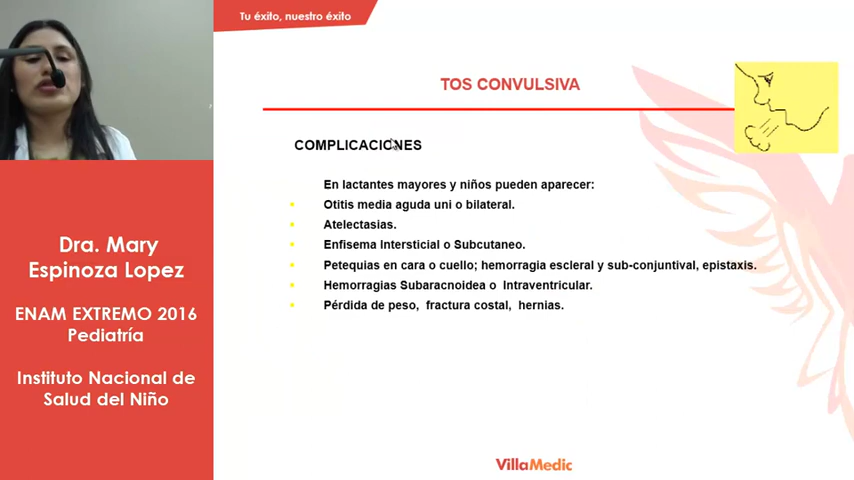 Tu éxito, nuestro éxito
TOS CONVULSIVA
COMPLICACIONES
En lactantes mayores y niños pueden aparecer:
Otitis media aguda uni o bilateral.
Atelectasias.
Enfisema Intersticial o Subcutaneo.
Petequias en cara o cuello; hemorragia escleral y sub-conjuntival, epistaxis.
Hemorragias Subaracnoidea o Intraventricular.
Pérdida de peso, fractura costal, hernias.
Dra. Mary
Espinoza Lopez
ENAM EXTREMO 2016
Pediatría
Instituto Nacional de
Salud del Niño
VillaMedic